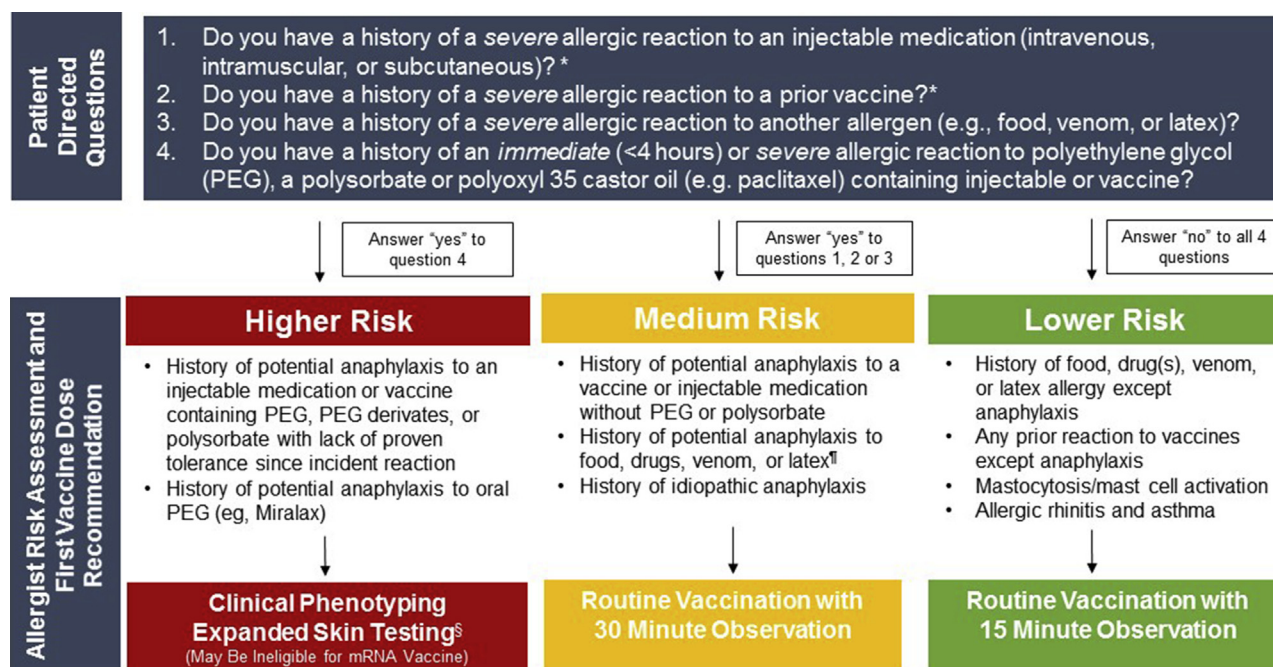 Patient
Directed
Questions
1. Do you have a history of a severe allergic reaction to an injectable medication (intravenous,
intramuscular, or subcutaneous)? *
2. Do you have a history of a severe allergic reaction to a prior vaccine?*
3. Do you have a history of a severe allergic reaction to another allergen (e.g., food, venom, or latex)?
4. Do you have a history of an immediate (<4 hours) or severe allergic reaction to polyethylene glycol
(PEG), a polysorbate or polyoxyl 35 castor oil (e.g. paclitaxel) containing injectable or vaccine?
Answer "yes" to
question 4
Answer "yes" to
questions 1, 2 or 3
Answer "no" to all 4
questions
Allergist Risk Assessment and
First Vaccine Dose
Recommendation
Higher Risk
• History of potential anaphylaxis to an
injectable medication or vaccine
containing PEG, PEG derivates, or
polysorbate with lack of proven
tolerance since incident reaction
• History of potential anaphylaxis to oral
PEG (eg, Miralax)
Clinical Phenotyping
Expanded Skin Testing§
(May Be Ineligible for mRNA Vaccine)
Medium Risk
• History of potential anaphylaxis to a
vaccine or injectable medication
without PEG or polysorbate
• History of potential anaphylaxis to
food, drugs, venom, or latex¶
• History of idiopathic anaphylaxis
Routine Vaccination with
30 Minute Observation
Lower Risk
• History of food, drug(s), venom,
or latex allergy except
anaphylaxis
• Any prior reaction to vaccines
except anaphylaxis
• Mastocytosis/mast cell activation
• Allergic rhinitis and asthma
Routine Vaccination with
15 Minute Observation